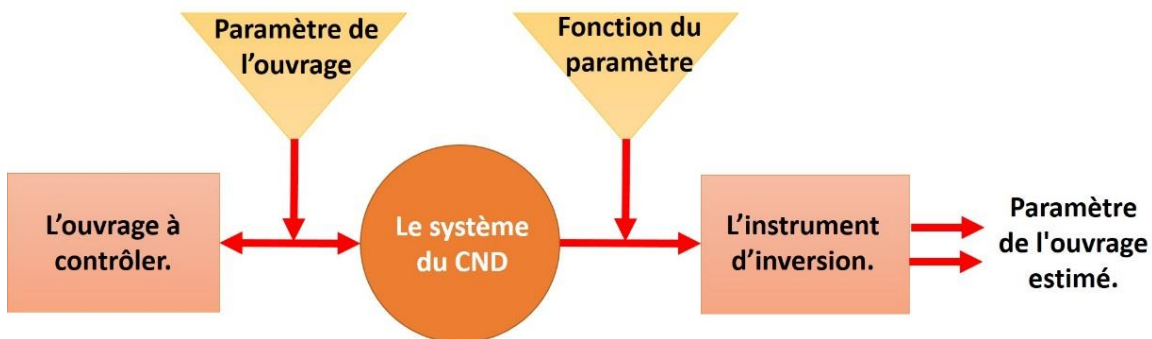 Paramètre de
l’ouvrage
Fonction du
paramètre
L’ouvrage à
contrôler.
Le système
du CND
L’instrument
d’inversion.
Paramètre
de l'ouvrage
estimé.